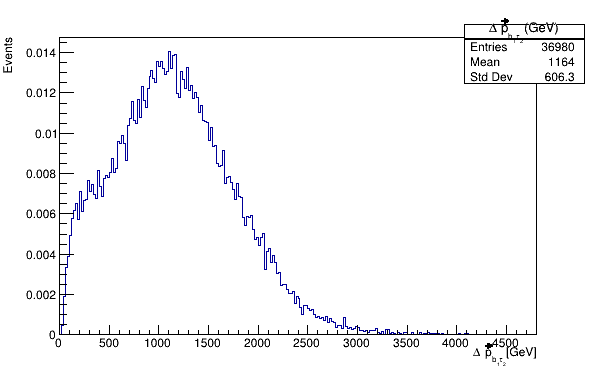 Δ p⃗_{b₁τ₂} (GeV)
Entries 36980
Mean 1164
Std Dev 606.3
Events
0.014
0.012
0.01
0.008
0.006
0.004
0.002
0
0 500 1000 1500 2000 2500 3000 3500 4000 4500
Δ p⃗_{b₁τ₂} [GeV]